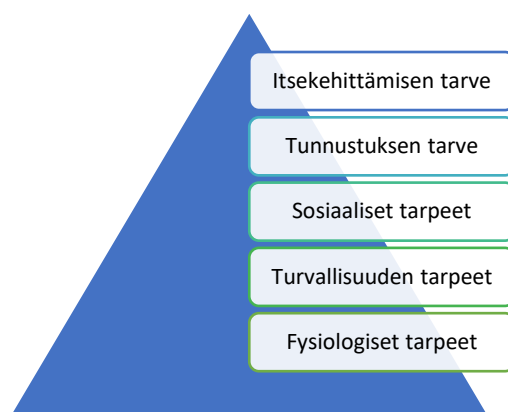 Itsekehittämisen tarve
Tunnustuksen tarve
Sosiaaliset tarpeet
Turvallisuuden tarpeet
Fysiologiset tarpeet